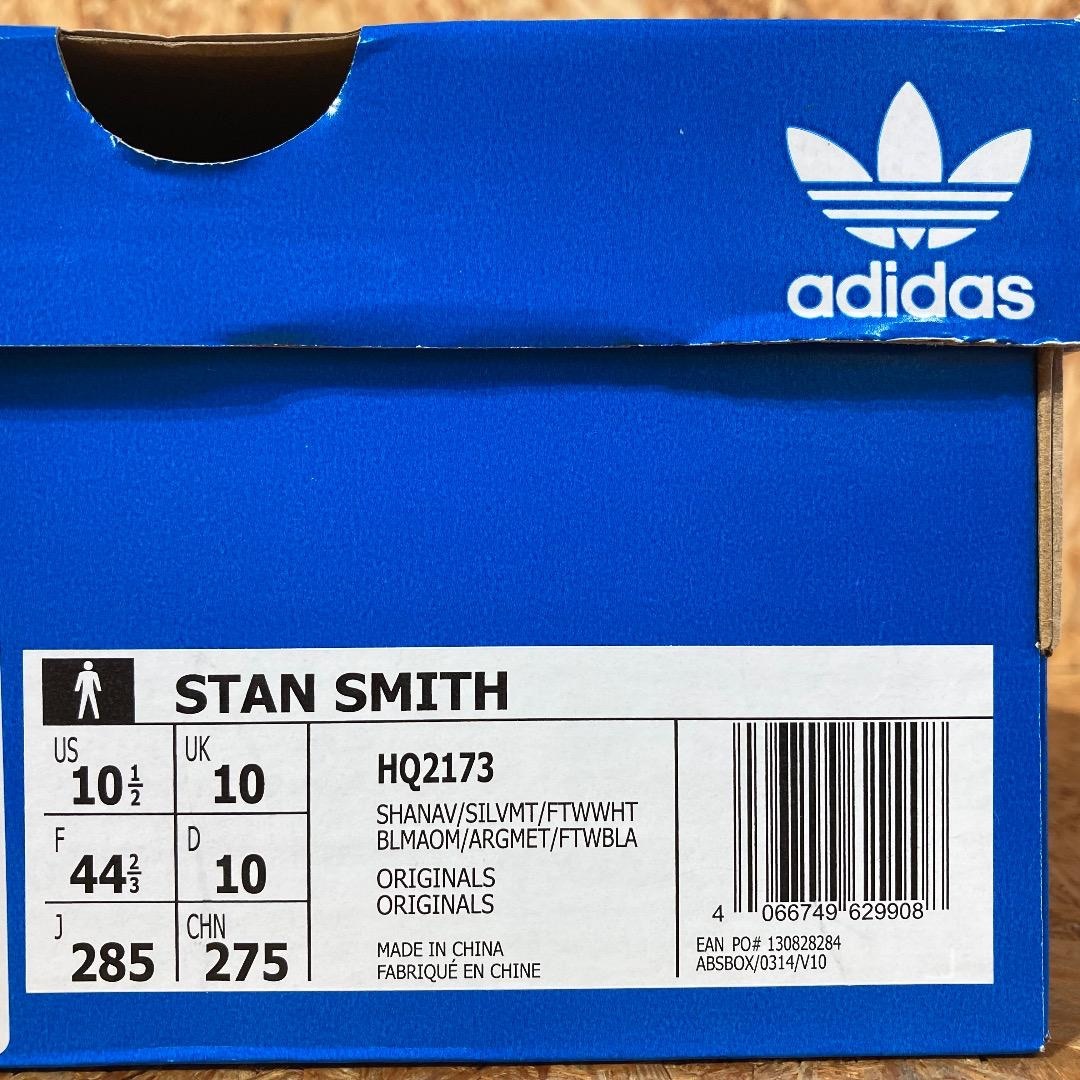 adidas
STAN SMITH
US 10 1/2
UK 10
F 44 2/3
D 10
J 285
CHN 275
HQ2173
SHANAV/SILVMT/FTWWHT
BLMAOM/ARGMET/FTWBLA
ORIGINALS
ORIGINALS
MADE IN CHINA
FABRIQUÉ EN CHINE
4 066749 629908
EAN PO# 130828284
ABSBOX/0314/V10